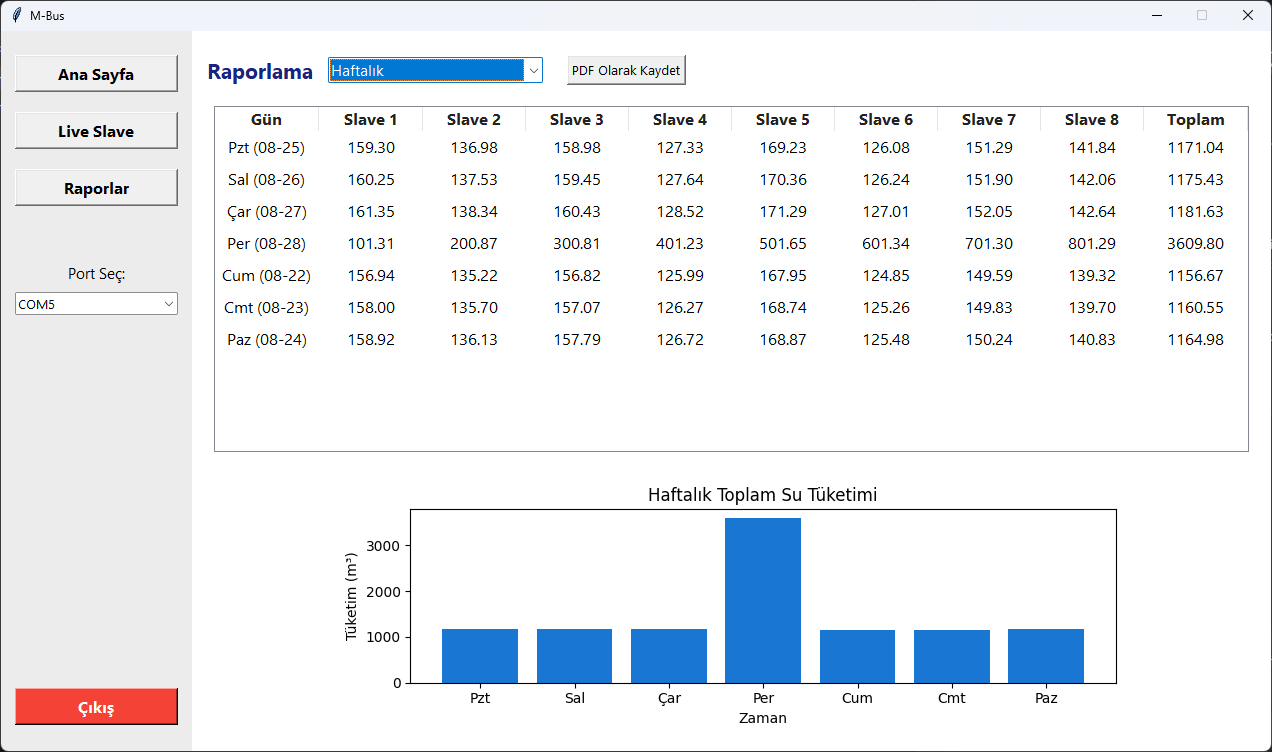 M-Bus
Ana Sayfa
Live Slave
Raporlar
Port Seç:
COM5
Çıkış
Raporlama Haftalık PDF Olarak Kaydet
Gün Slave 1 Slave 2 Slave 3 Slave 4 Slave 5 Slave 6 Slave 7 Slave 8 Toplam
Pzt (08-25) 159.30 136.98 158.98 127.33 169.23 126.08 151.29 141.84 1171.04
Sal (08-26) 160.25 137.53 159.45 127.64 170.36 126.24 151.90 142.06 1175.43
Çar (08-27) 161.35 138.34 160.43 128.52 171.29 127.01 152.05 142.64 1181.63
Per (08-28) 101.31 200.87 300.81 401.23 501.65 601.34 701.30 801.29 3609.80
Cum (08-22) 156.94 135.22 156.82 125.99 167.95 124.85 149.59 139.32 1156.67
Cmt (08-23) 158.00 135.70 157.07 126.27 168.74 125.26 149.83 139.70 1160.55
Paz (08-24) 158.92 136.13 157.79 126.72 168.87 125.48 150.24 140.83 1164.98
Haftalık Toplam Su Tüketimi
Tüketim (m³)
3000
2000
1000
0
Pzt Sal Çar Per Cum Cmt Paz
Zaman